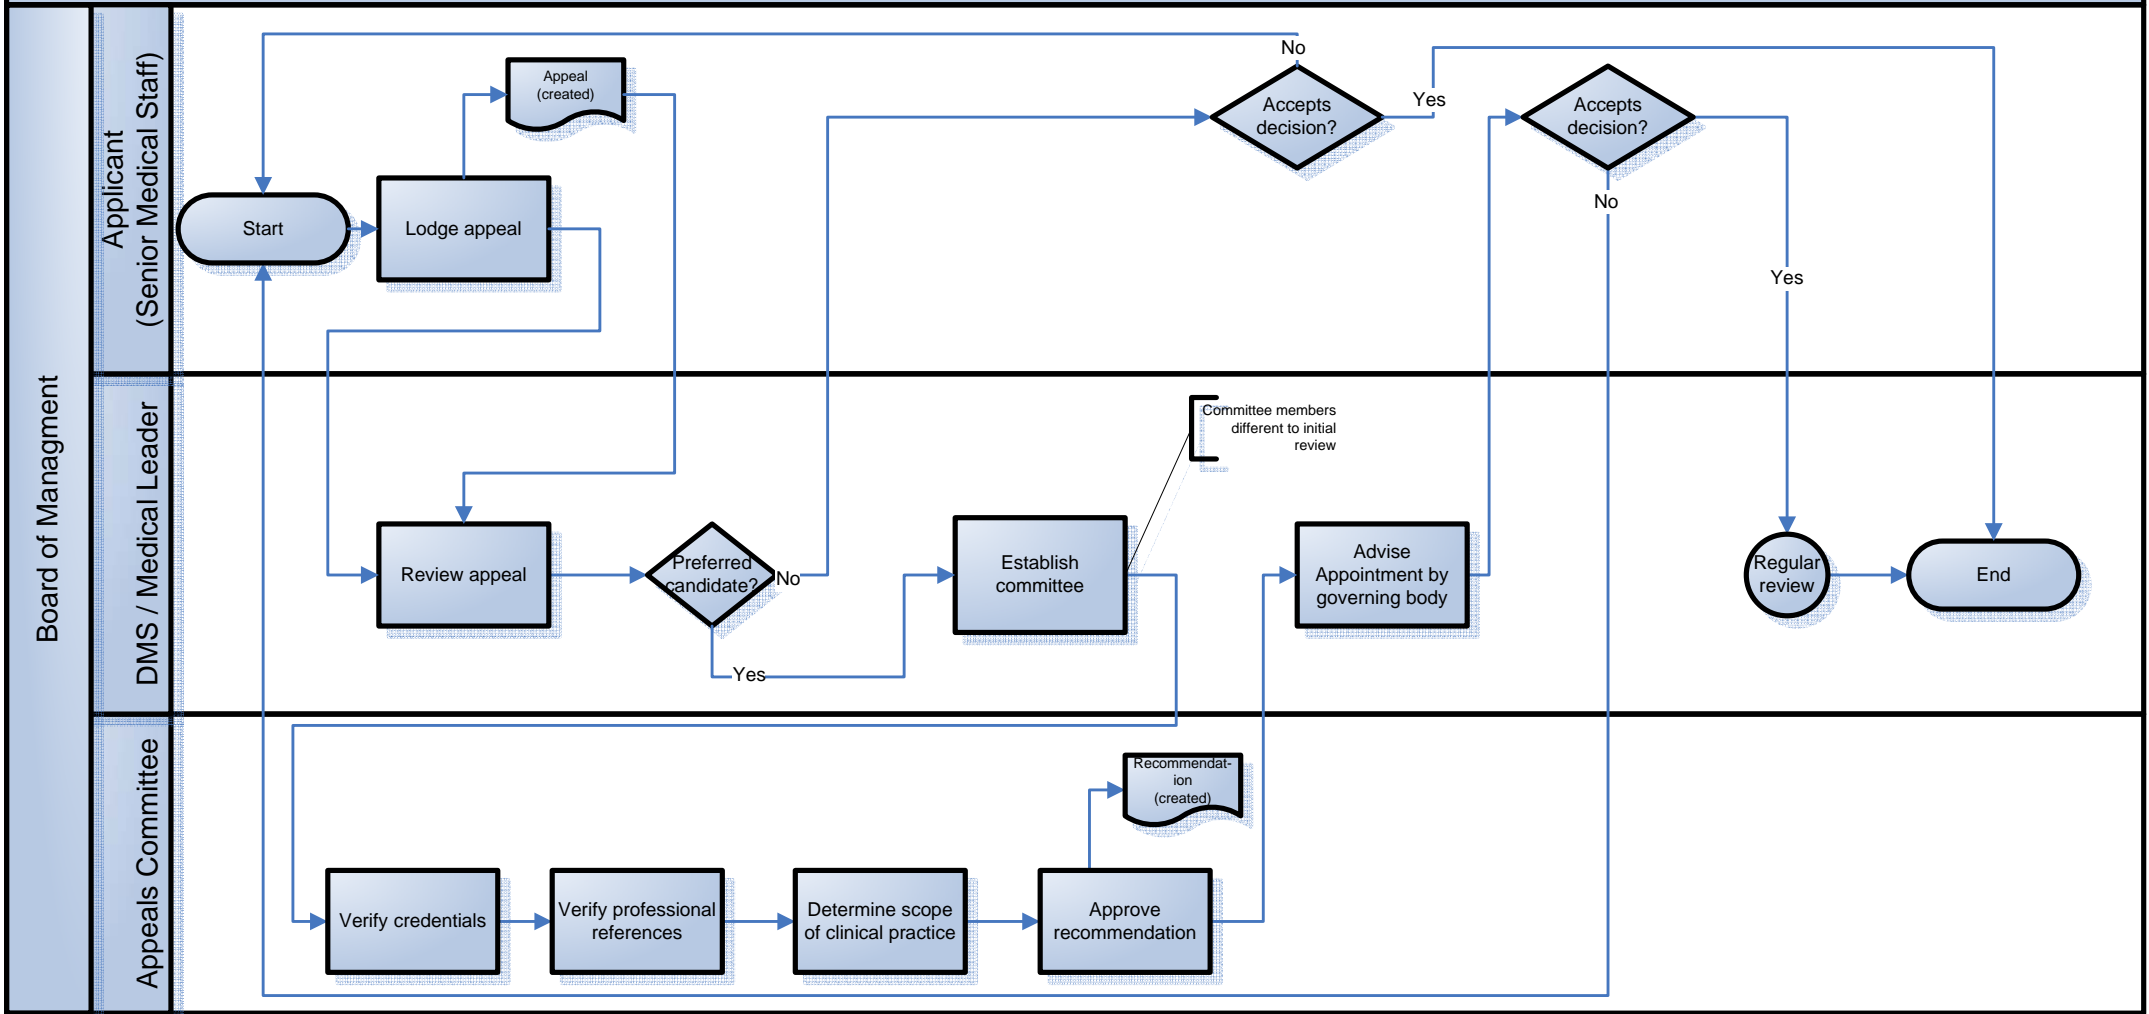 Board of Managment
Applicant
(Senior Medical Staff)
No
Appeal
(created)
Yes
Accepts
decision?
Accepts
decision?
Start
Lodge appeal
No
Yes
DMS / Medical Leader
Committee members
different to initial
review
Review appeal
Preferred
candidate?
No
Yes
Establish
committee
Advise
Appointment by
governing body
Regular
review
End
Appeals Committee
Recommendat-
ion
(created)
Verify credentials
Verify professional
references
Determine scope
of clinical practice
Approve
recommendation